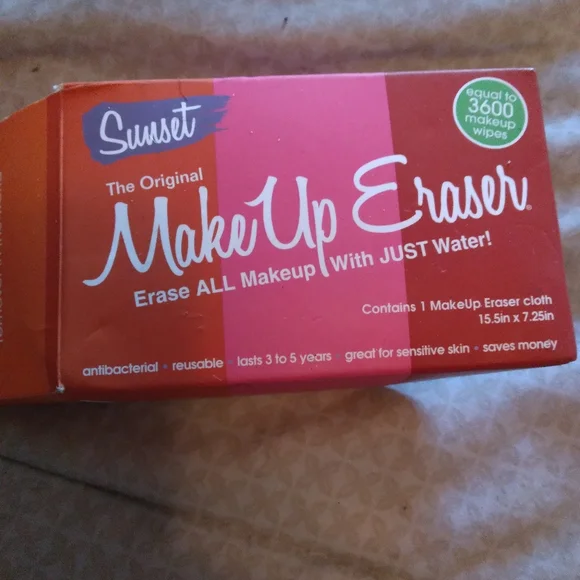 Sunset
equal to
3600
makeup
wipes
The Original
MakeUp Eraser®
Erase ALL Makeup With JUST Water!
Contains 1 MakeUp Eraser cloth
15.5in x 7.25in
antibacterial • reusable • lasts 3 to 5 years great for sensitive skin • saves money